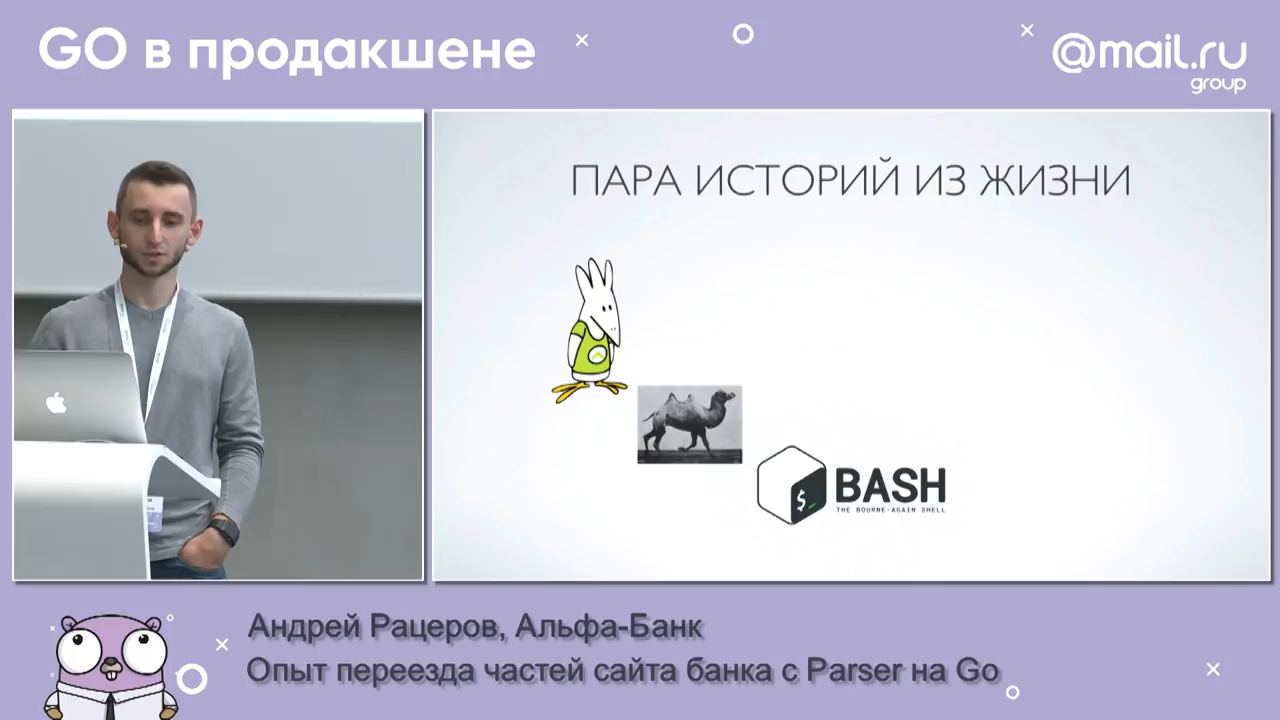 GO в продакшене
@mail.ru
group
ПАРА ИСТОРИЙ ИЗ ЖИЗНИ
$_
BASH
THE BOURNE-AGAIN SHELL
Андрей Рацеров, Альфа-Банк
Опыт переезда частей сайта банка с Parser на Go